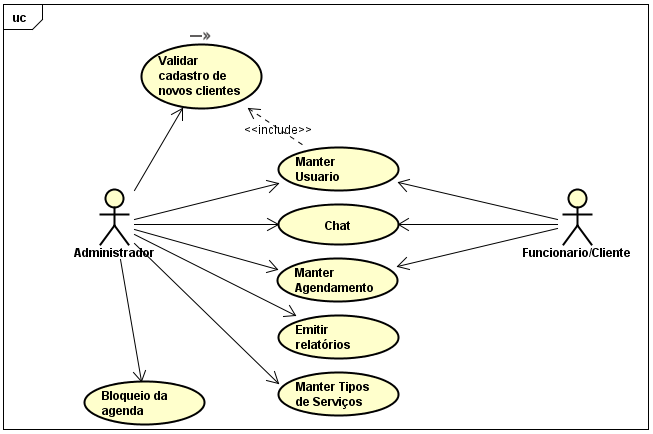 uc
Validar
cadastro de
novos clientes
<<include>>
Manter
Usuario
Chat
Administrador
Funcionario/Cliente
Manter
Agendamento
Emitir
relatórios
Manter Tipos
de Serviços
Bloqueio da
agenda